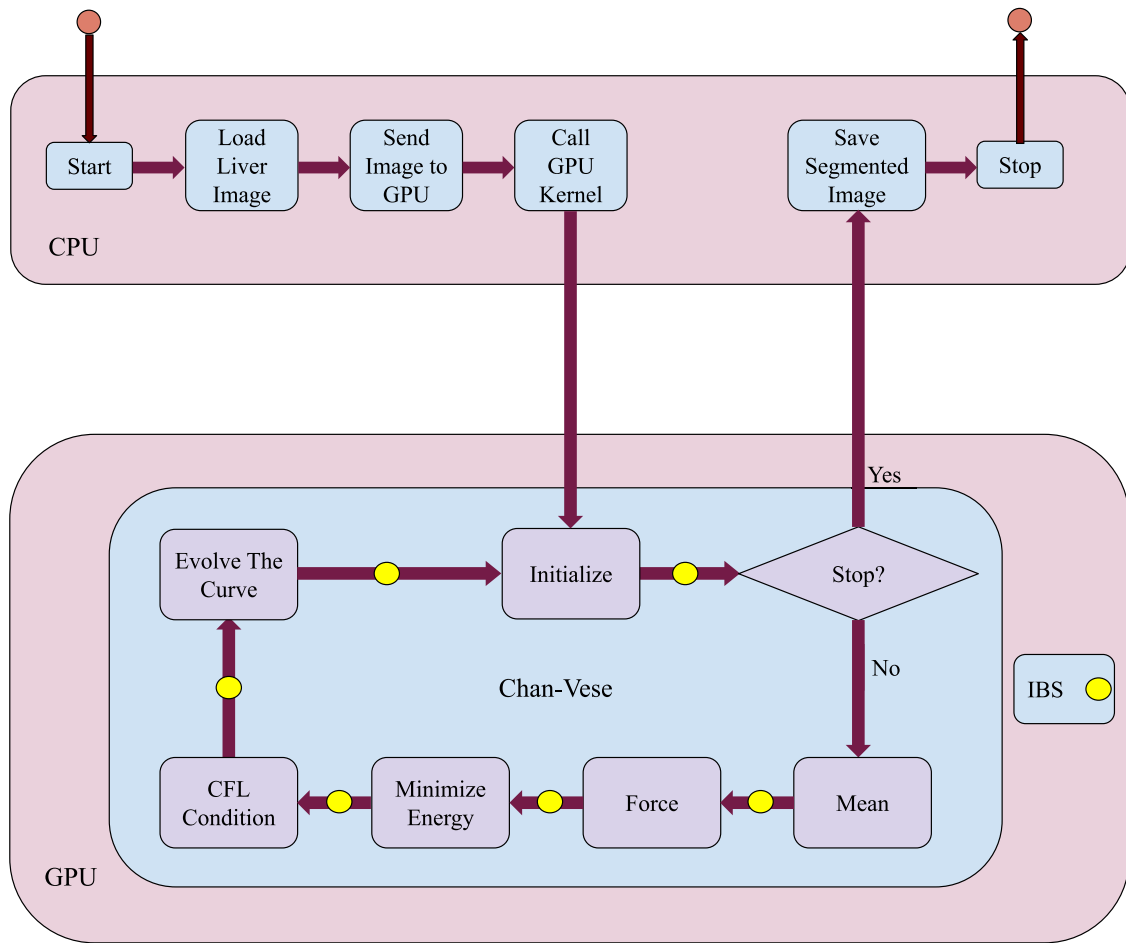 Start
Load
Liver
Image
Send
Image to
GPU
Call
GPU
Kernel
Save
Segmented
Image
Stop
CPU
Yes
Evolve The
Curve
Initialize
Stop?
No
Chan-Vese
IBS
CFL
Condition
Minimize
Energy
Force
Mean
GPU